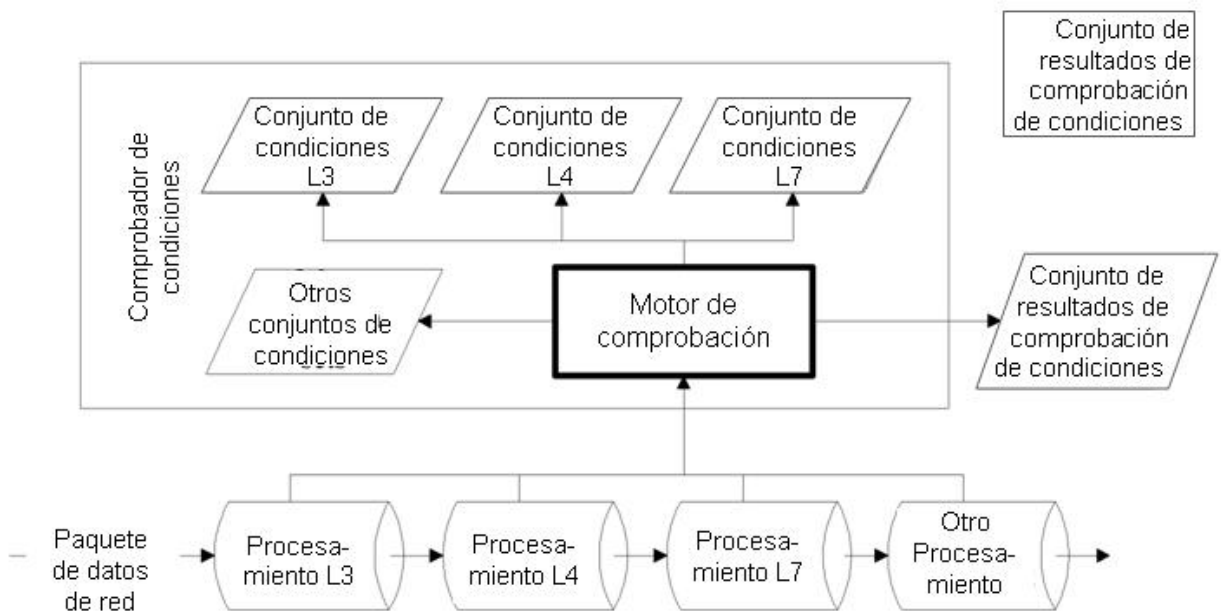 Conjunto de
resultados de
comprobación
de condiciones
Comprobador de
condiciones
Conjunto de
condiciones
L3
Conjunto de
condiciones
L4
Conjunto de
condiciones
L7
Otros
conjuntos de
condiciones
Motor de
comprobación
Conjunto de
resultados de
comprobación
de condiciones
Paquete
de datos
de red
Procesa-
miento L3
Procesa-
miento L4
Procesa-
miento L7
Otro
Procesa-
miento